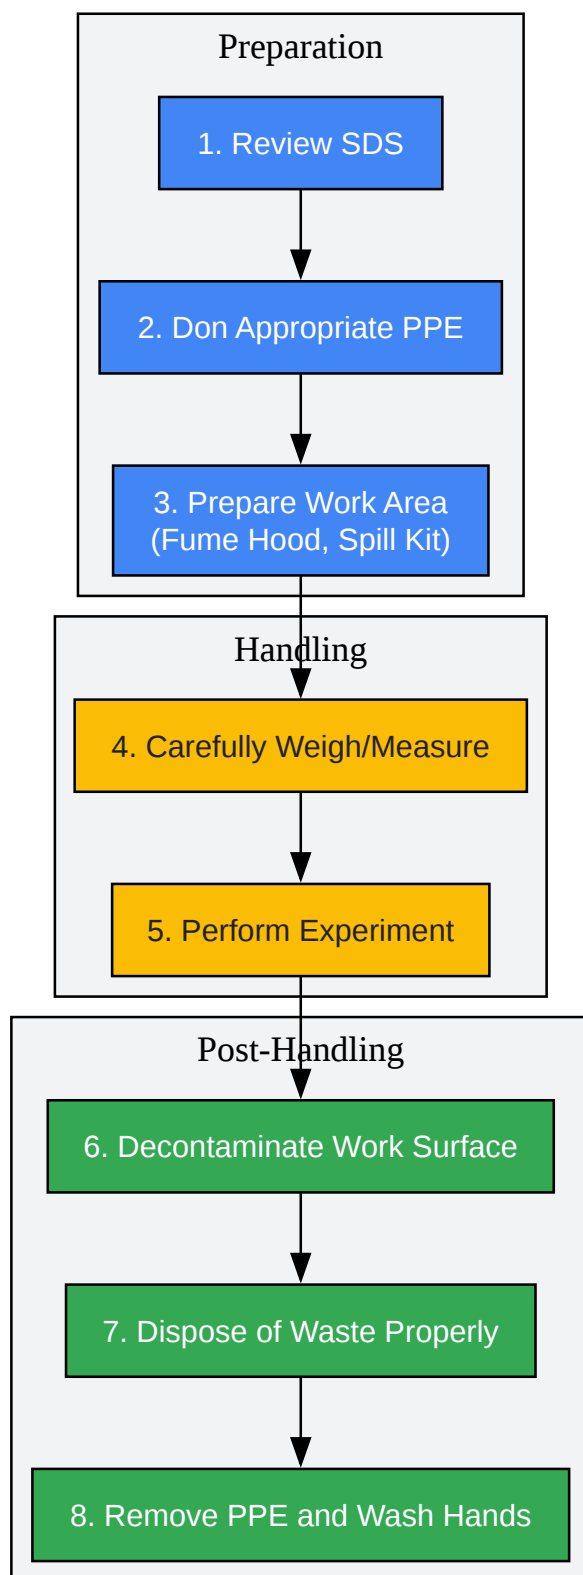 Preparation
1. Review SDS
2. Don Appropriate PPE
3. Prepare Work Area
(Fume Hood, Spill Kit)
Handling
4. Carefully Weigh/Measure
5. Perform Experiment
Post-Handling
6. Decontaminate Work Surface
7. Dispose of Waste Properly
8. Remove PPE and Wash Hands